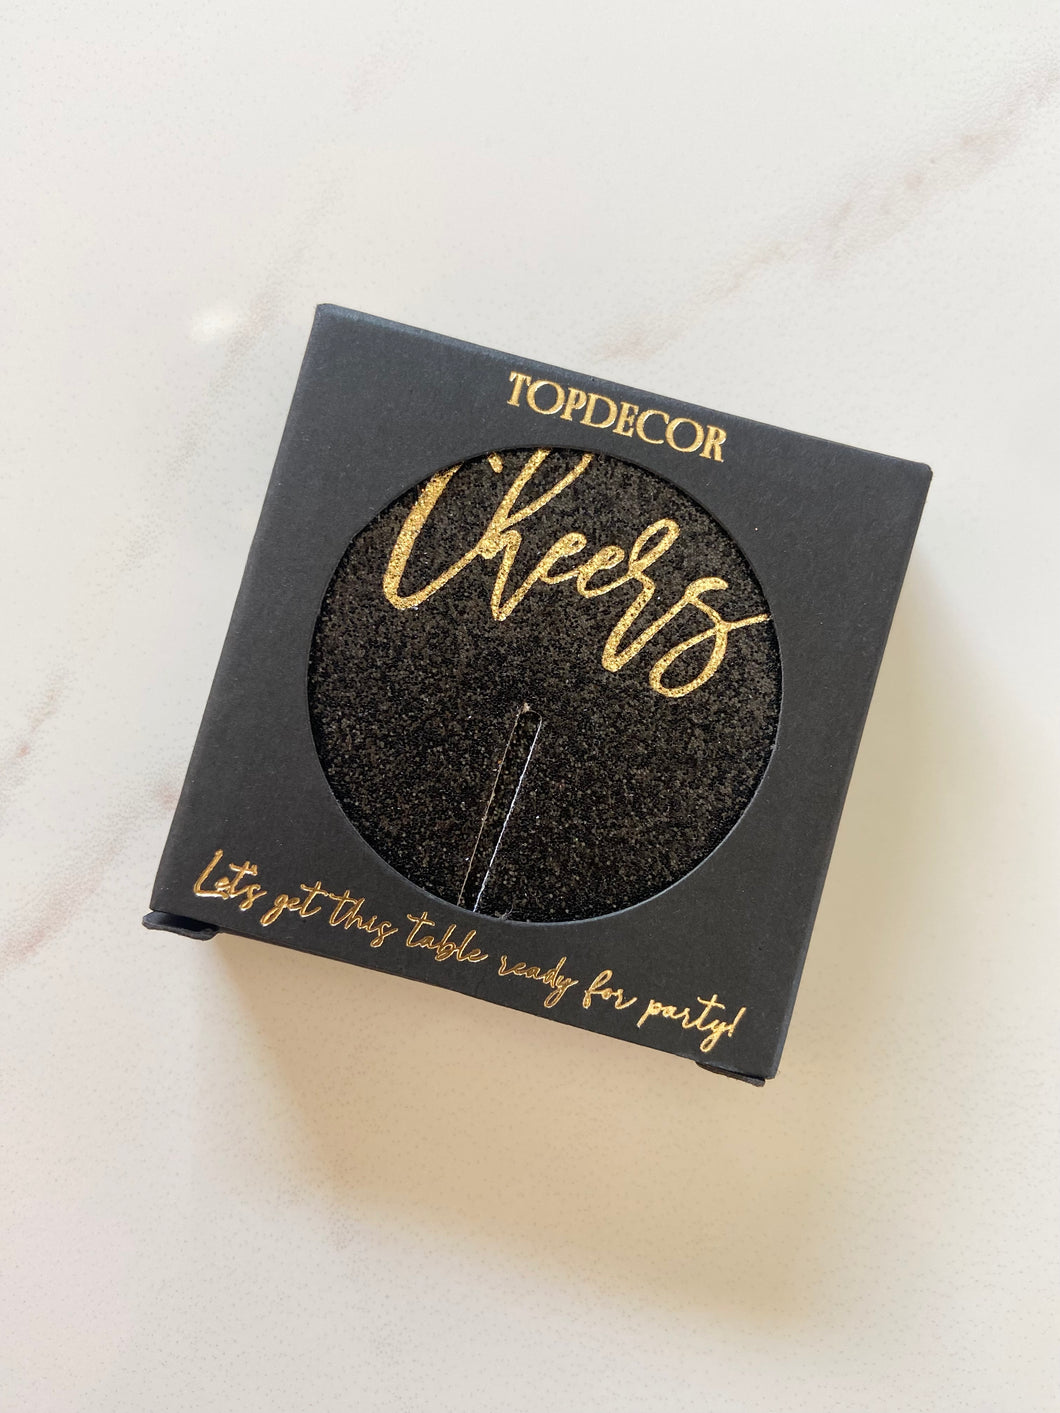 TOPDECOR
Cheers
Let's get this table ready for party!